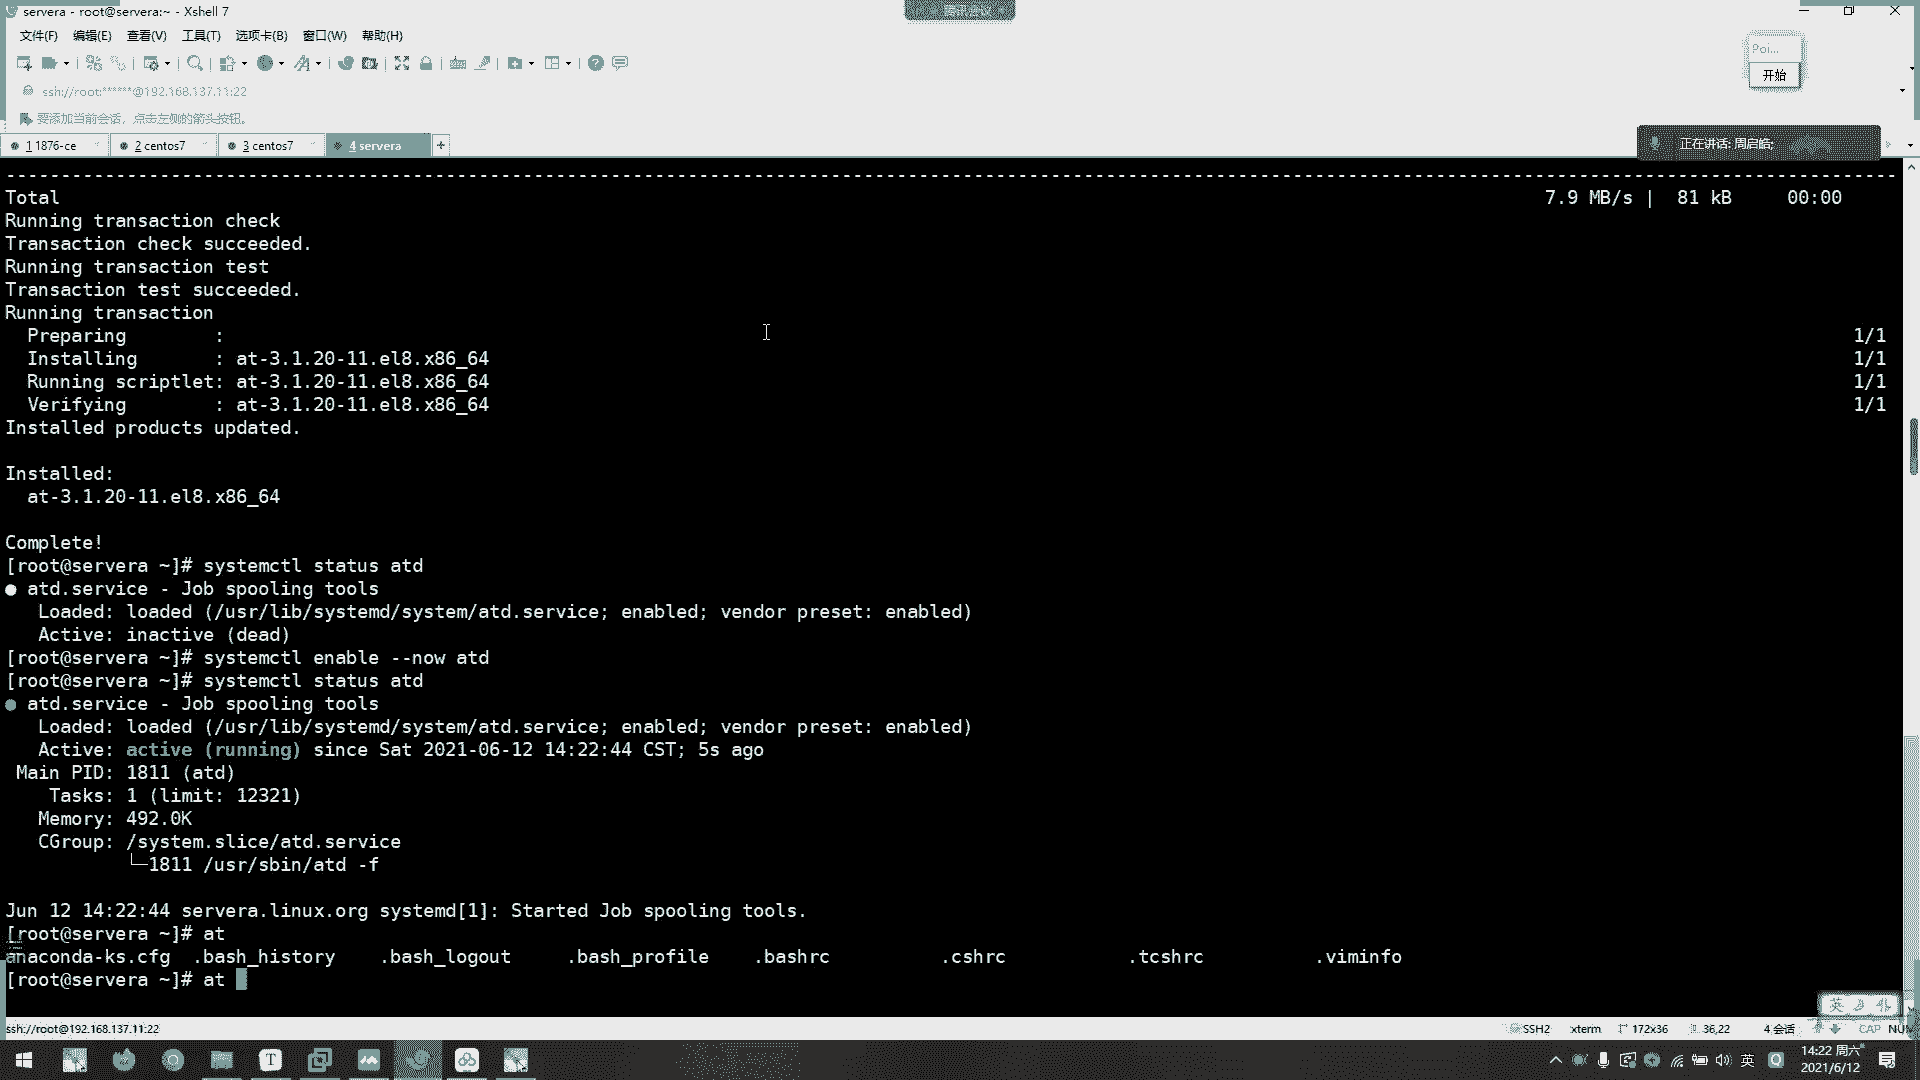 servera - root@servera:~ - Xshell 7
文件(F) 编辑(E) 查看(V) 工具(T) 选项卡(B) 窗口(W) 帮助(H)
Poi...
开始
ssh://root:******@192.168.137.11:22
要添加当前会话，点击左侧的箭头按钮。
1 1876-ce 2 centos7 3 centos7 4 servera +
正在讲话: 周启皓;
--------------------------------------------------------------------------------------------------------------------------------------------------------------------------
Total 7.9 MB/s | 81 kB 00:00
Running transaction check
Transaction check succeeded.
Running transaction test
Transaction test succeeded.
Running transaction
Preparing : 1/1
Installing : at-3.1.20-11.el8.x86_64 1/1
Running scriptlet: at-3.1.20-11.el8.x86_64 1/1
Verifying : at-3.1.20-11.el8.x86_64 1/1
Installed products updated.
Installed:
at-3.1.20-11.el8.x86_64
Complete!
[root@servera ~]# systemctl status atd
● atd.service - Job spooling tools
Loaded: loaded (/usr/lib/systemd/system/atd.service; enabled; vendor preset: enabled)
Active: inactive (dead)
[root@servera ~]# systemctl enable --now atd
[root@servera ~]# systemctl status atd
● atd.service - Job spooling tools
Loaded: loaded (/usr/lib/systemd/system/atd.service; enabled; vendor preset: enabled)
Active: active (running) since Sat 2021-06-12 14:22:44 CST; 5s ago
Main PID: 1811 (atd)
Tasks: 1 (limit: 12321)
Memory: 492.0K
CGroup: /system.slice/atd.service
└─1811 /usr/sbin/atd -f
Jun 12 14:22:44 servera.linux.org systemd[1]: Started Job spooling tools.
[root@servera ~]# at
anaconda-ks.cfg .bash_history .bash_logout .bash_profile .bashrc .cshrc .tcshrc .viminfo
[root@servera ~]# at
英
ssh://root@192.168.137.11:22 SSH2 xterm 172x36 36,22 4 会话 CAP NUM
英 14:22 周六
2021/6/12